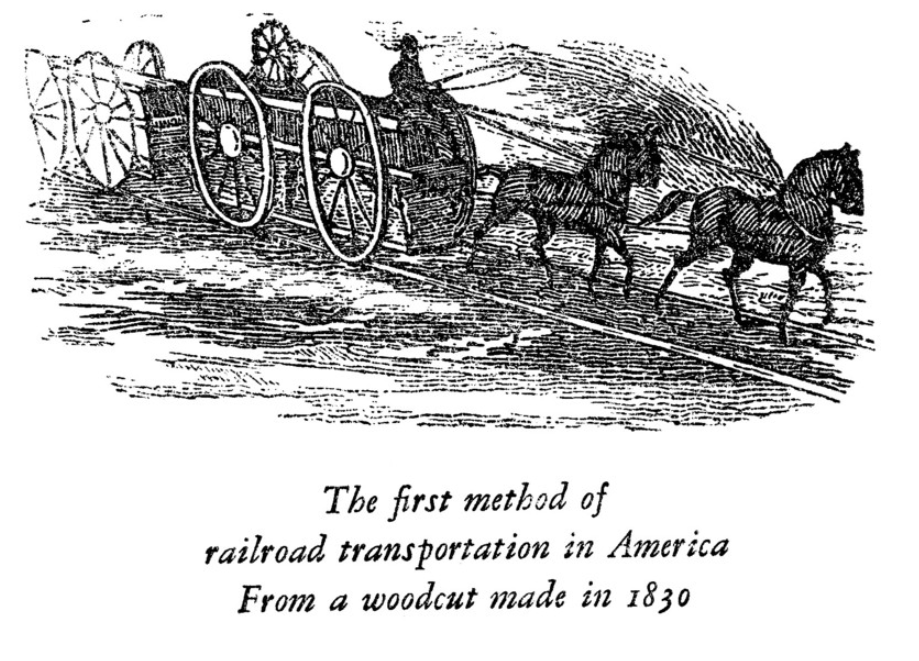 The first method of
railroad transportation in America
From a woodcut made in 1830